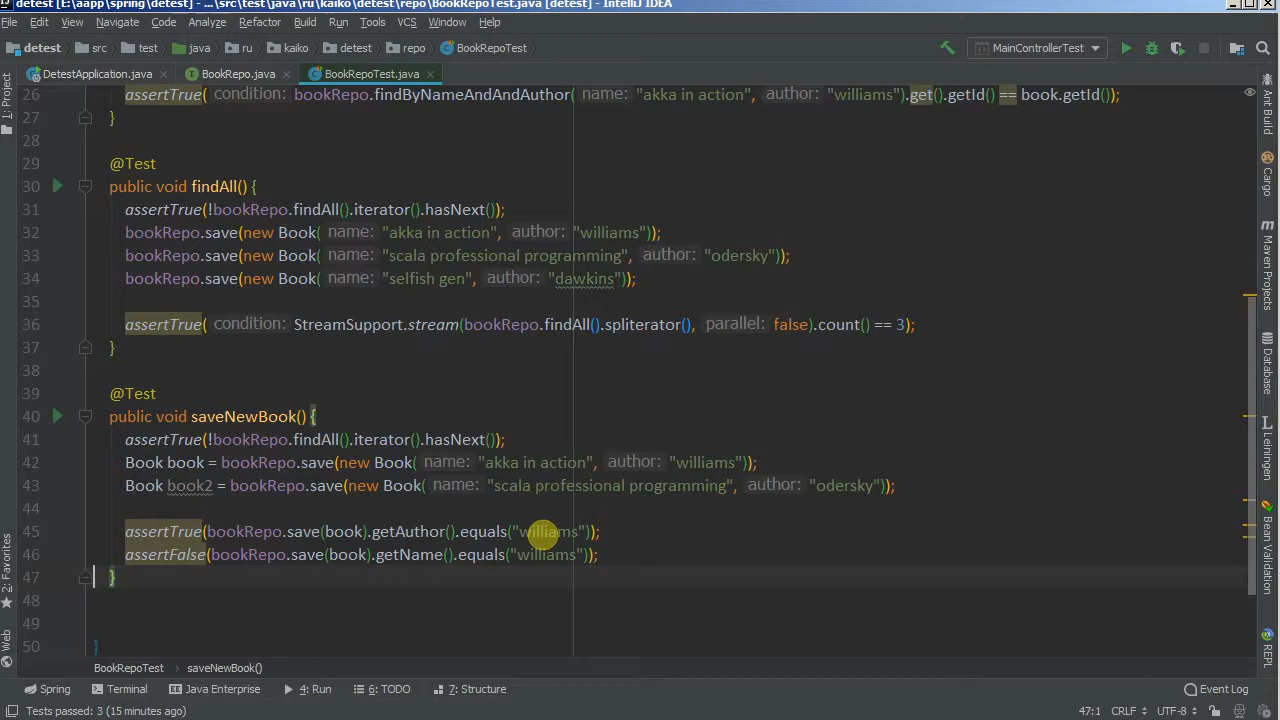 detest [E:\aapp\spring\detest] - ...\src\test\java\ru\kaiko\detest\repo\BookRepoTest.java [detest] - IntelliJ IDEA
File Edit View Navigate Code Analyze Refactor Build Run Tools VCS Window Help
detest src test java ru kaiko detest repo BookRepoTest MainControllerTest
DetestApplication.java BookRepo.java BookRepoTest.java
26 assertTrue( condition: bookRepo.findByNameAndAndAuthor( name: "akka in action", author: "williams").get().getId() == book.getId());
27 }
28
29 @Test
30 public void findAll() {
31 assertTrue(!bookRepo.findAll().iterator().hasNext());
32 bookRepo.save(new Book( name: "akka in action", author: "williams"));
33 bookRepo.save(new Book( name: "scala professional programming", author: "odersky"));
34 bookRepo.save(new Book( name: "selfish gen", author: "dawkins"));
35
36 assertTrue( condition: StreamSupport.stream(bookRepo.findAll().spliterator(), parallel: false).count() == 3);
37 }
38
39 @Test
40 public void saveNewBook() {
41 assertTrue(!bookRepo.findAll().iterator().hasNext());
42 Book book = bookRepo.save(new Book( name: "akka in action", author: "williams"));
43 Book book2 = bookRepo.save(new Book( name: "scala professional programming", author: "odersky"));
44
45 assertTrue(bookRepo.save(book).getAuthor().equals("williams"));
46 assertFalse(bookRepo.save(book).getName().equals("williams"));
47 }
48
49
50 }
1: Project
2: Favorites
Web
Ant Build
Cargo
Maven Projects
Database
Leiningen
Bean Validation
REPL
BookRepoTest saveNewBook()
Spring Terminal Java Enterprise 4: Run 6: TODO 7: Structure Event Log
Tests passed: 3 (15 minutes ago) 47:1 CRLF UTF-8